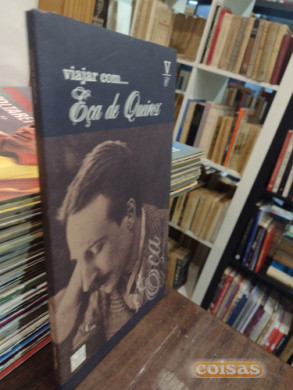 viajar com...
V
Eça de Queiroz
Eça
coisas